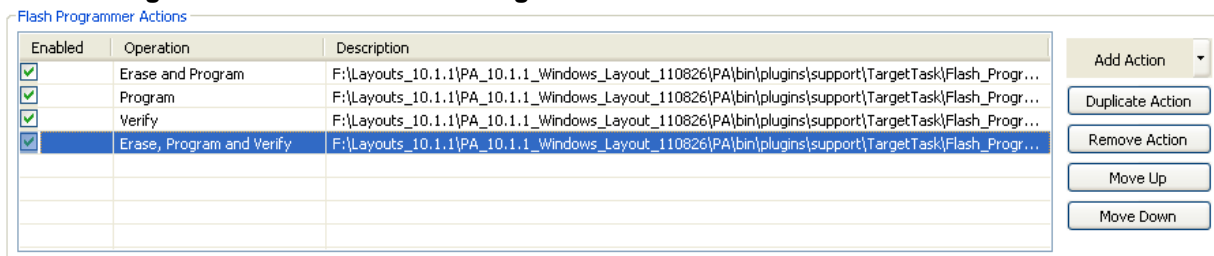 Flash Programmer Actions
Enabled Operation Description
Add Action
Erase and Program F:\Layouts_10.1.1\PA_10.1.1_Windows_Layout_110826\PA\bin\plugins\support\TargetTask\Flash_Progr...
Program F:\Layouts_10.1.1\PA_10.1.1_Windows_Layout_110826\PA\bin\plugins\support\TargetTask\Flash_Progr...
Duplicate Action
Verify F:\Layouts_10.1.1\PA_10.1.1_Windows_Layout_110826\PA\bin\plugins\support\TargetTask\Flash_Progr...
Erase, Program and Verify F:\Layouts_10.1.1\PA_10.1.1_Windows_Layout_110826\PA\bin\plugins\support\TargetTask\Flash_Progr...
Remove Action
Move Up
Move Down